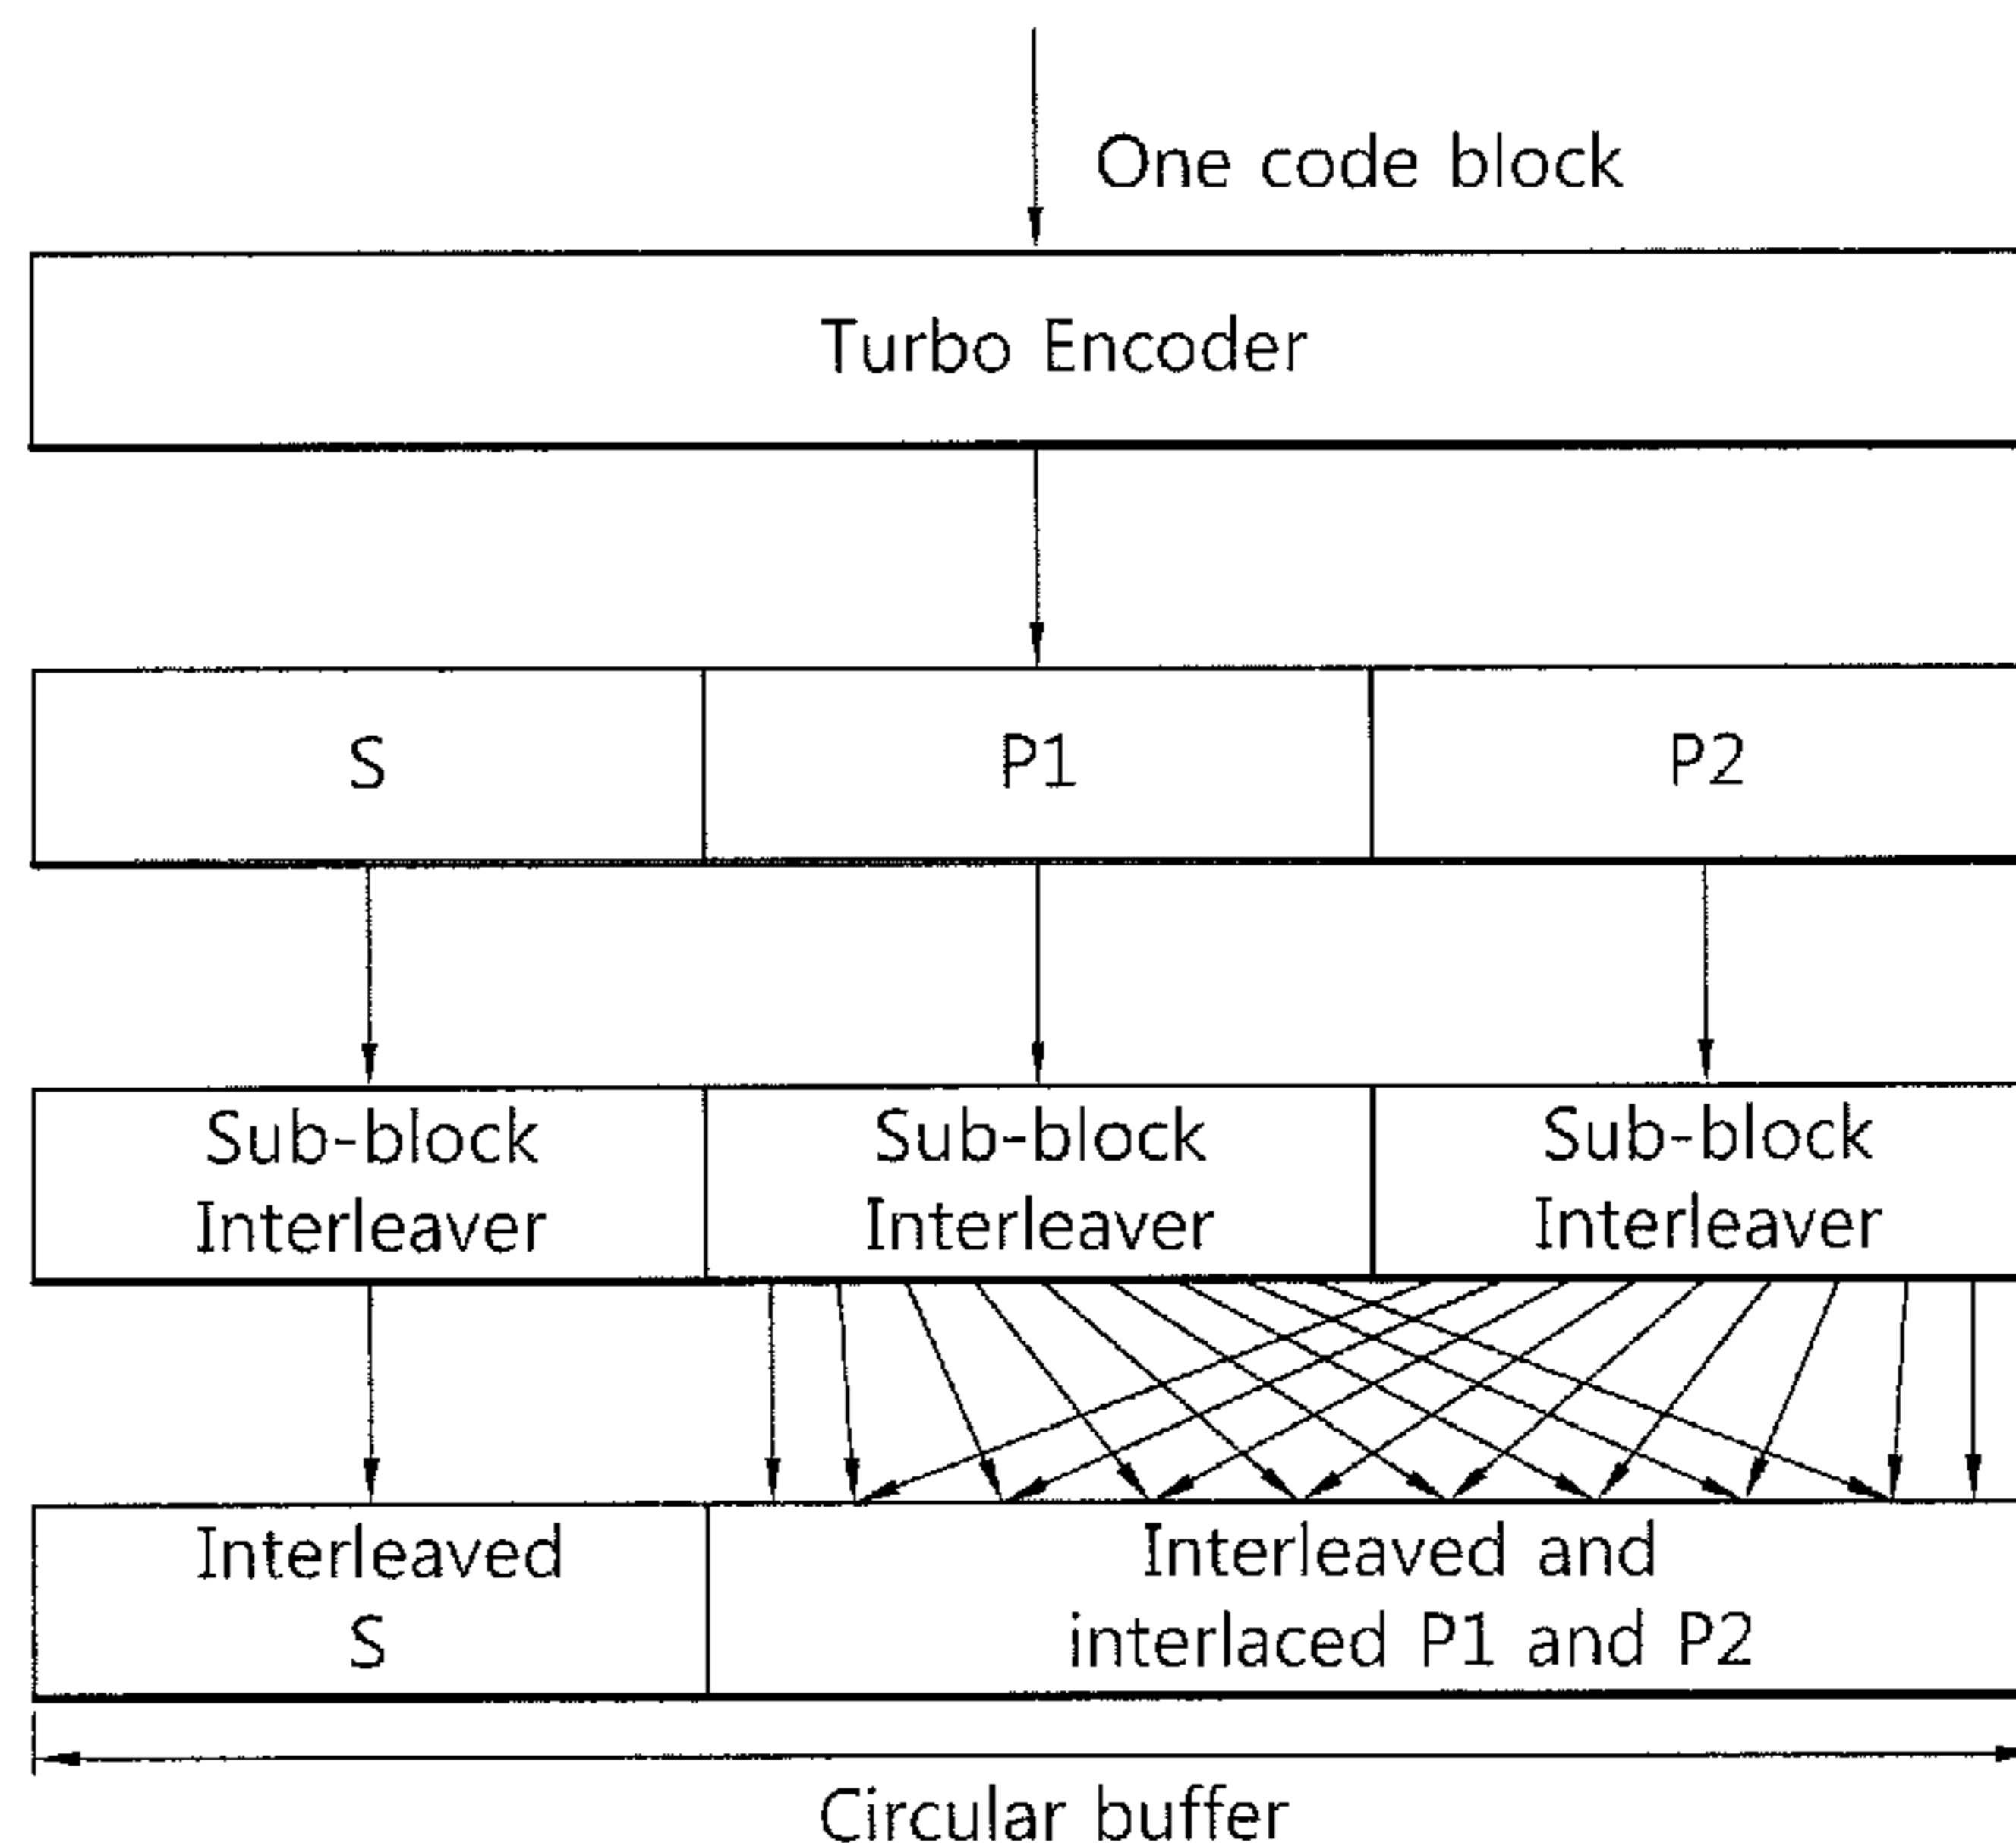 One code block
Turbo Encoder
S
P1
P2
Sub-block
Interleaver
Sub-block
Interleaver
Sub-block
Interleaver
Interleaved
S
Interleaved and
interlaced P1 and P2
Circular buffer